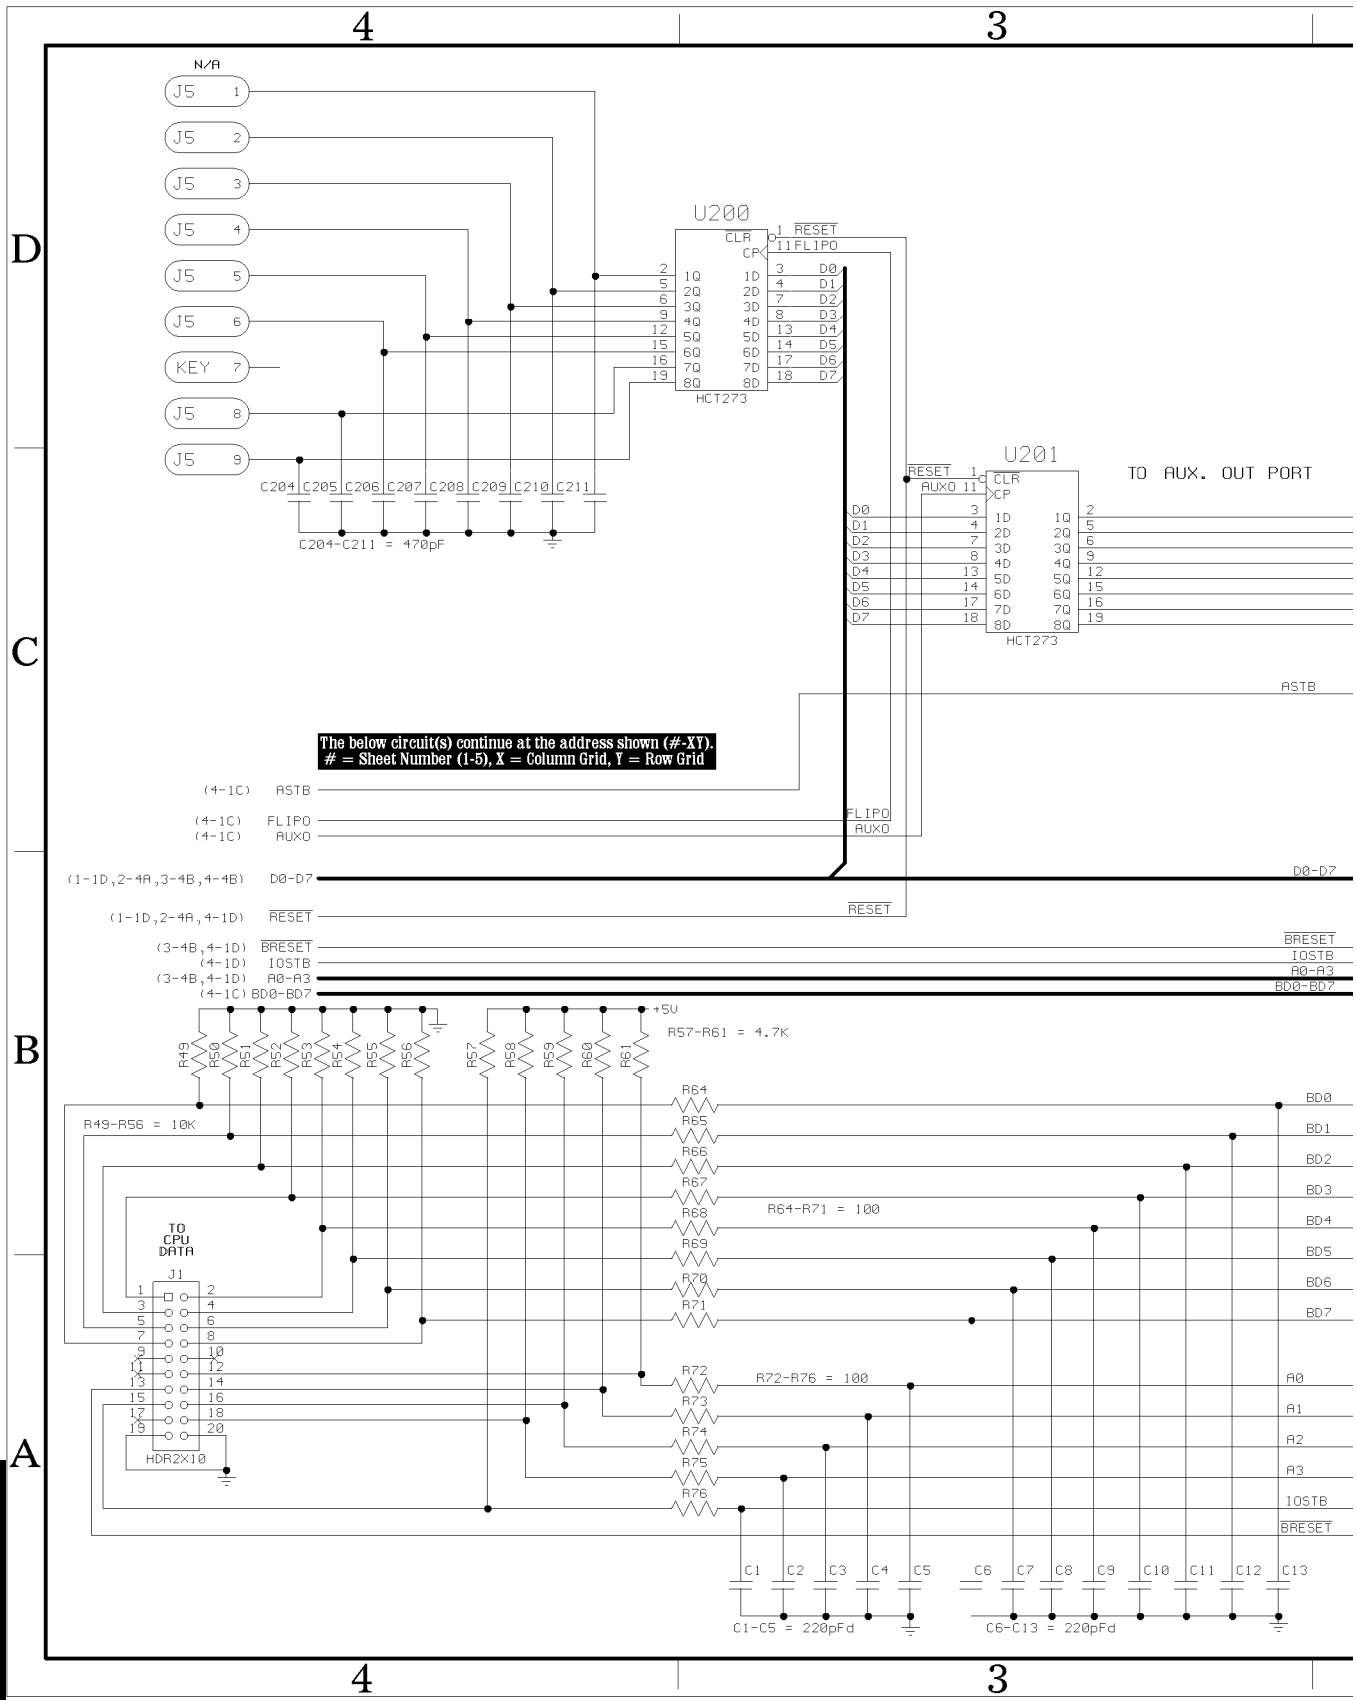 4 3
N/A
J5 1
J5 2
J5 3
J5 4
J5 5
J5 6
KEY 7
J5 8
J5 9
D
U200
CLR 1 RESET
CP 11 FLIPO
2 1Q 1D 3 D0
5 2Q 2D 4 D1
6 3Q 3D 7 D2
9 4Q 4D 8 D3
12 5Q 5D 13 D4
15 6Q 6D 14 D5
16 7Q 7D 17 D6
19 8Q 8D 18 D7
HCT273
C204 C205 C206 C207 C208 C209 C210 C211
C204-C211 = 470pF
U201
TO AUX. OUT PORT
RESET 1 CLR
AUXO 11 CP
D0 3 1D 1Q 2
D1 4 2D 2Q 5
D2 7 3D 3Q 6
D3 8 4D 4Q 9
D4 13 5D 5Q 12
D5 14 6D 6Q 15
D6 17 7D 7Q 16
D7 18 8D 8Q 19
HCT273
C
ASTB
The below circuit(s) continue at the address shown (#-XY).
# = Sheet Number (1-5), X = Column Grid, Y = Row Grid
(4-1C) ASTB
(4-1C) FLIPO FLIPO
(4-1C) AUXO AUXO
(1-1D,2-4A,3-4B,4-4B) D0-D7 D0-D7
(1-1D,2-4A,4-1D) RESET RESET
(3-4B,4-1D) BRESET BRESET
(4-1D) IOSTB IOSTB
(3-4B,4-1D) A0-A3 A0-A3
(4-1C) BD0-BD7 BD0-BD7
+5V
R57-R61 = 4.7K
B
R49 R50 R51 R52 R53 R54 R55 R56 R57 R58 R59 R60 R61
R64 BD0
R49-R56 = 10K
R65 BD1
R66 BD2
R67 BD3
R64-R71 = 100
R68 BD4
R69 BD5
R70 BD6
R71 BD7
TO
CPU
DATA
J1
1 2
3 4
5 6
7 8
9 10
11 12
13 14
15 16
17 18
19 20
HDR2X10
R72 R72-R76 = 100 A0
R73 A1
R74 A2
R75 A3
R76 IOSTB
BRESET
A
C1 C2 C3 C4 C5 C6 C7 C8 C9 C10 C11 C12 C13
C1-C5 = 220pFd
C6-C13 = 220pFd
4 3